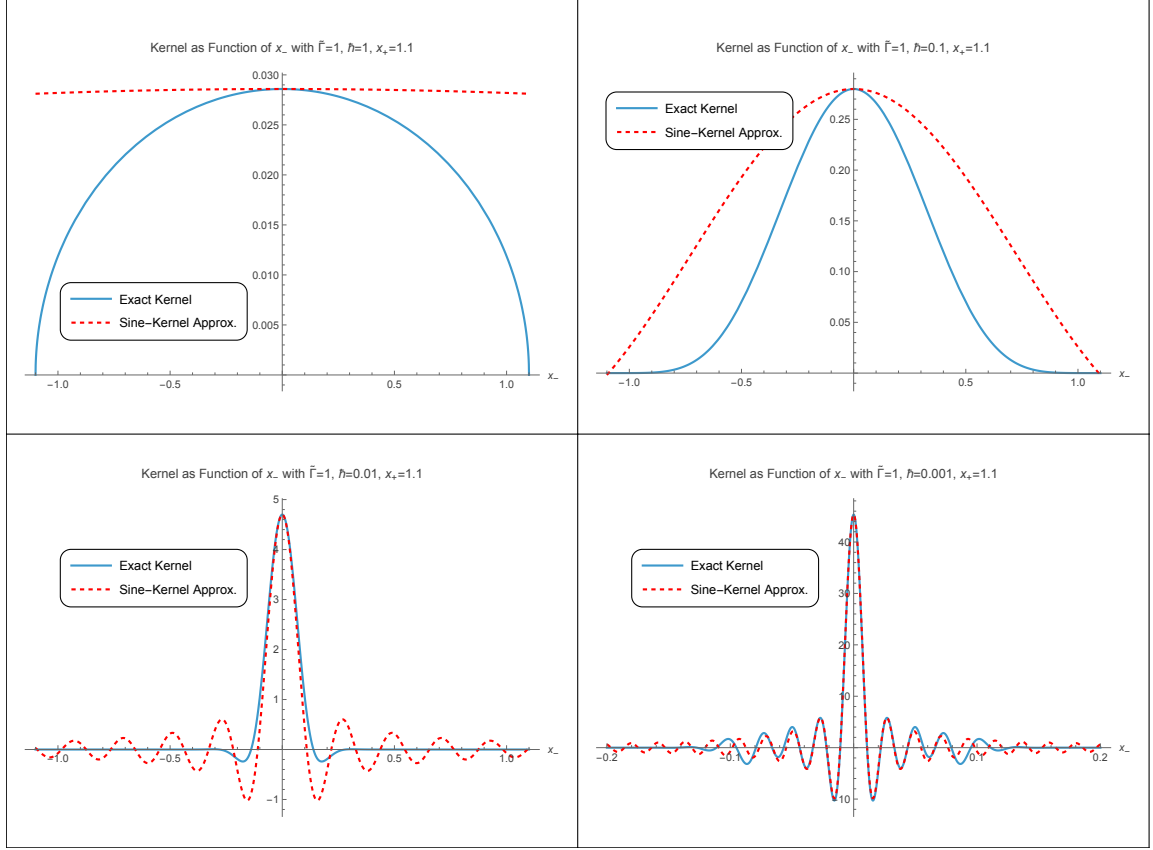 Kernel as Function of x₋ with Γ̃=1, ℏ=1, x₊=1.1
0.030
0.025
0.020
0.015
0.010
0.005
Exact Kernel
Sine−Kernel Approx.
−1.0
−0.5
0.5
1.0
x₋
Kernel as Function of x₋ with Γ̃=1, ℏ=0.1, x₊=1.1
Exact Kernel
Sine−Kernel Approx.
0.25
0.20
0.15
0.10
0.05
−1.0
−0.5
0.5
1.0
x₋
Kernel as Function of x₋ with Γ̃=1, ℏ=0.01, x₊=1.1
5
4
3
2
1
−1
Exact Kernel
Sine−Kernel Approx.
−1.0
−0.5
0.5
1.0
x₋
Kernel as Function of x₋ with Γ̃=1, ℏ=0.001, x₊=1.1
Exact Kernel
Sine−Kernel Approx.
40
30
20
10
−10
−0.2
−0.1
0.1
0.2
x₋